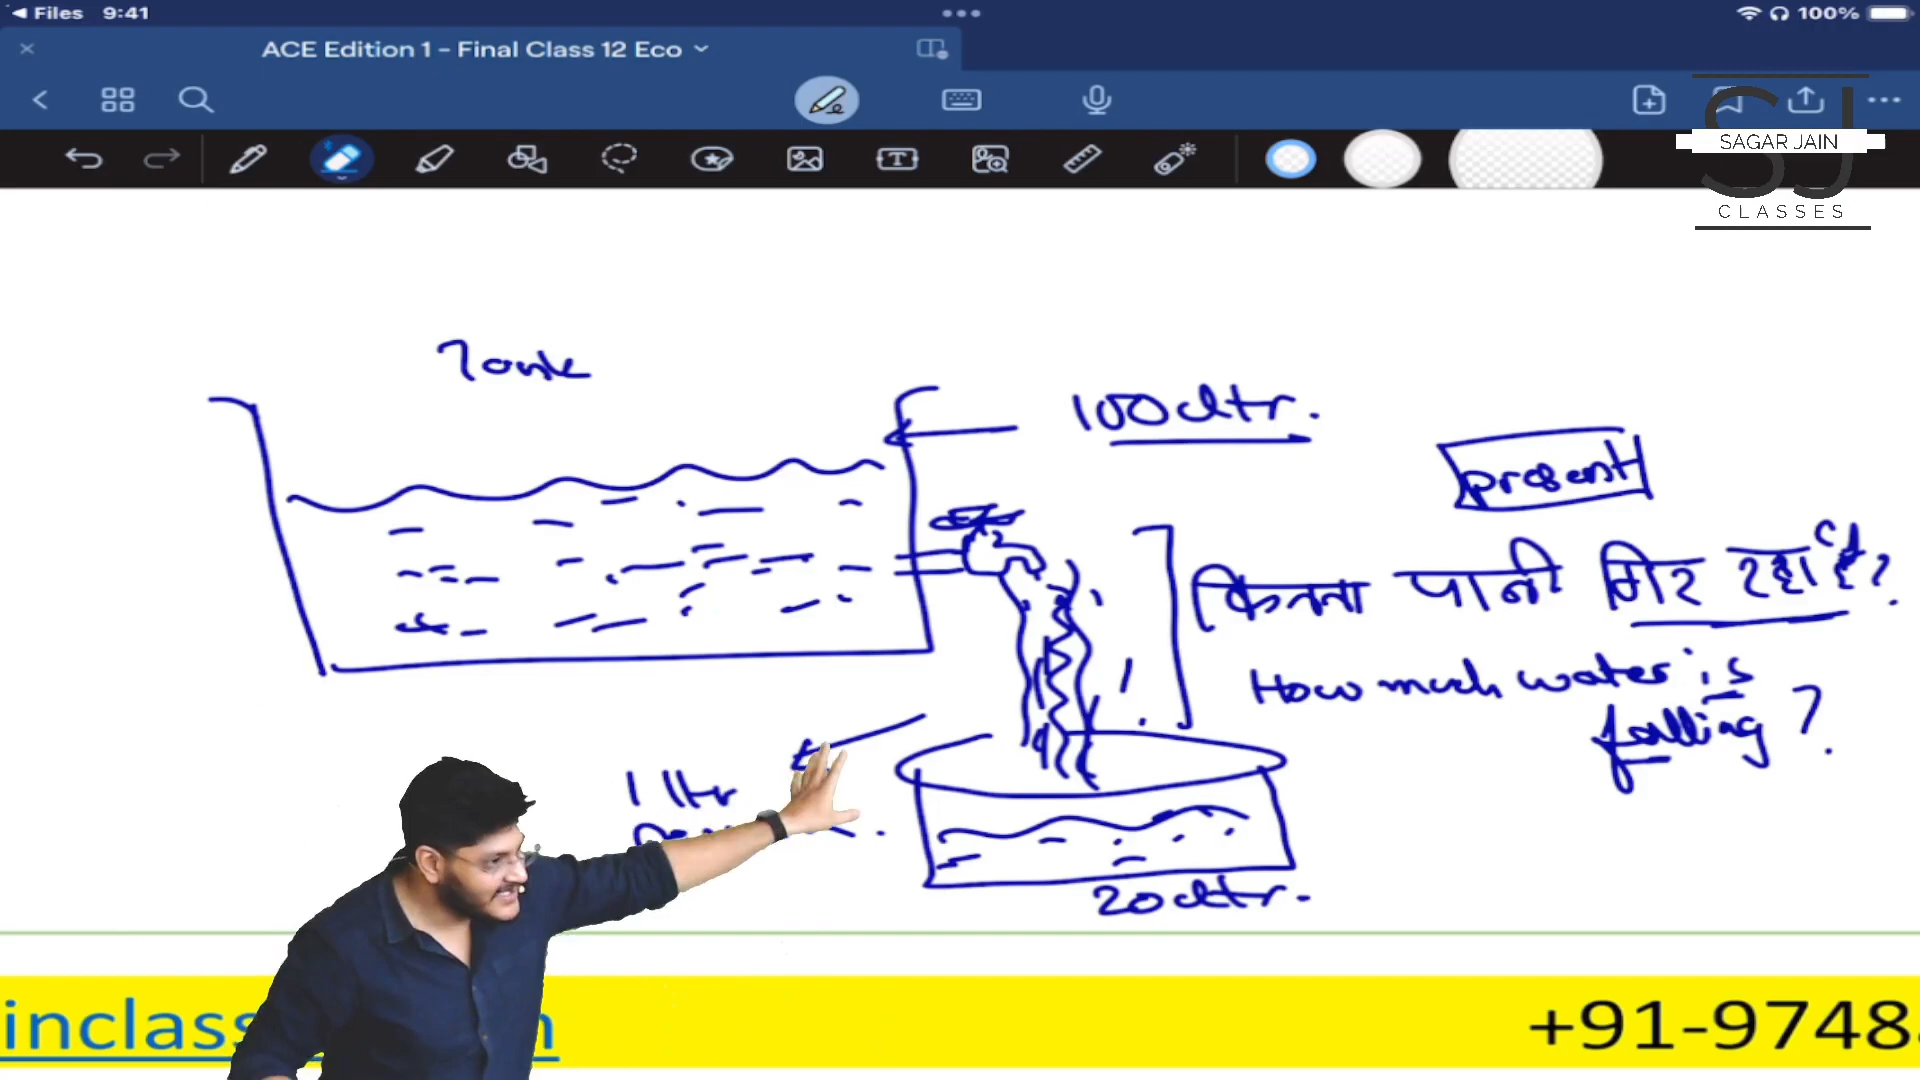 Files 9:41
100%
ACE Edition 1 - Final Class 12 Eco
SJ
SAGAR JAIN
CLASSES
Tank
100 ltr.
present
कितना पानी गिर रहा है?
How much water is
falling?
1 ltr
20 ltr.
inclass
+91-9748